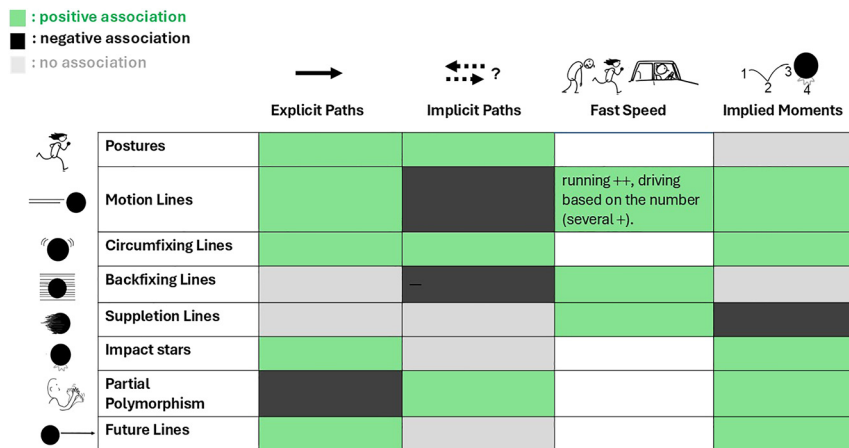 : positive association
: negative association
: no association
?
1
2
3
4
Explicit Paths
Implicit Paths
Fast Speed
Implied Moments
Postures
Motion Lines
running ++, driving
based on the number
(several +).
Circumfixing Lines
Backfixing Lines
—
Suppletion Lines
Impact stars
Partial
Polymorphism
Future Lines